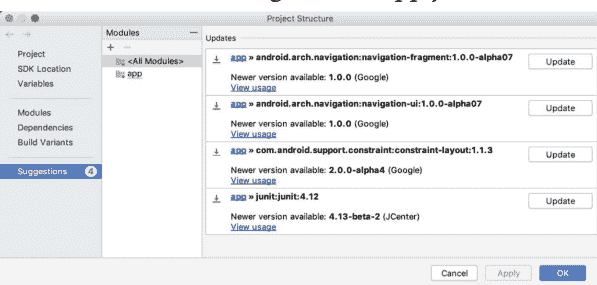 Project Structure
Project
SDK Location
Variables
Modules
Dependencies
Build Variants
Suggestions 4
Modules
<All Modules>
app
Updates
app » android.arch.navigation:navigation-fragment:1.0.0-alpha07
Update
Newer version available: 1.0.0 (Google)
View usage
app » android.arch.navigation:navigation-ui:1.0.0-alpha07
Update
Newer version available: 1.0.0 (Google)
View usage
app » com.android.support.constraint:constraint-layout:1.1.3
Update
Newer version available: 2.0.0-alpha4 (Google)
View usage
app » junit:junit:4.12
Update
Newer version available: 4.13-beta-2 (JCenter)
View usage
Cancel Apply OK